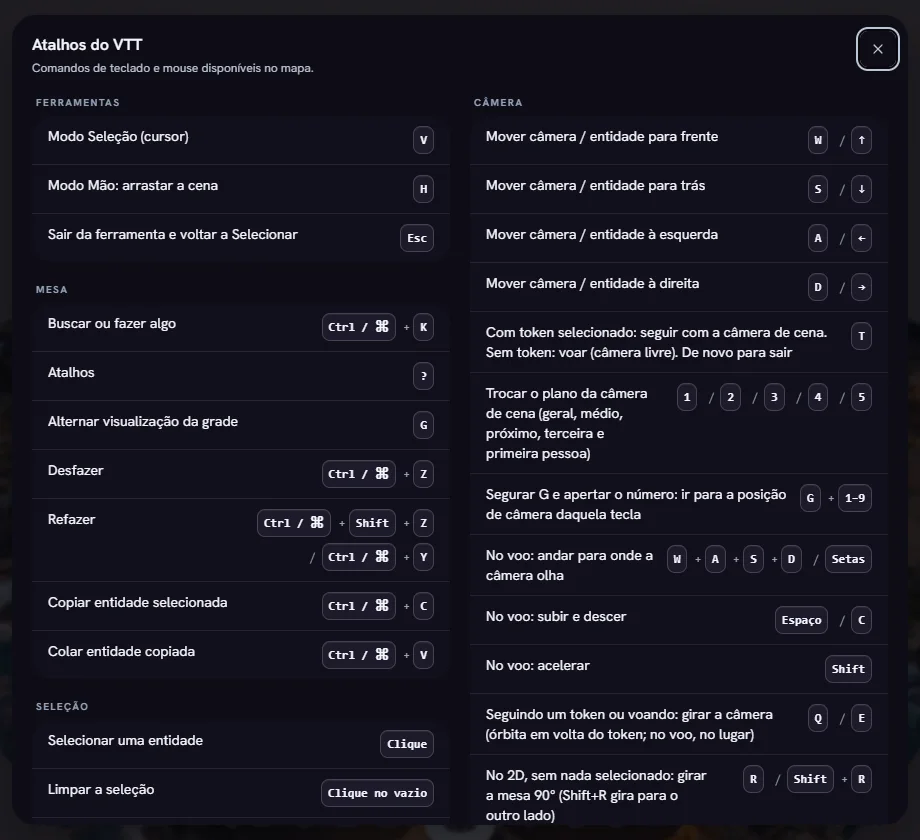 Atalhos do VTT
Comandos de teclado e mouse disponíveis no mapa.
FERRAMENTAS
Modo Seleção (cursor) V
Modo Mão: arrastar a cena H
Sair da ferramenta e voltar a Selecionar Esc
MESA
Buscar ou fazer algo Ctrl / ⌘ + K
Atalhos ?
Alternar visualização da grade G
Desfazer Ctrl / ⌘ + Z
Refazer Ctrl / ⌘ + Shift + Z
/ Ctrl / ⌘ + Y
Copiar entidade selecionada Ctrl / ⌘ + C
Colar entidade copiada Ctrl / ⌘ + V
SELEÇÃO
Selecionar uma entidade Clique
Limpar a seleção Clique no vazio
CÂMERA
Mover câmera / entidade para frente W / ↑
Mover câmera / entidade para trás S / ↓
Mover câmera / entidade à esquerda A / ←
Mover câmera / entidade à direita D / →
Com token selecionado: seguir com a câmera de cena. T
Sem token: voar (câmera livre). De novo para sair
Trocar o plano da câmera 1 / 2 / 3 / 4 / 5
de cena (geral, médio,
próximo, terceira e
primeira pessoa)
Segurar G e apertar o número: ir para a posição G + 1–9
de câmera daquela tecla
No voo: andar para onde a W + A + S + D / Setas
câmera olha
No voo: subir e descer Espaço / C
No voo: acelerar Shift
Seguindo um token ou voando: girar a câmera Q / E
(órbita em volta do token; no voo, no lugar)
No 2D, sem nada selecionado: girar R / Shift + R
a mesa 90° (Shift+R gira para o
outro lado)